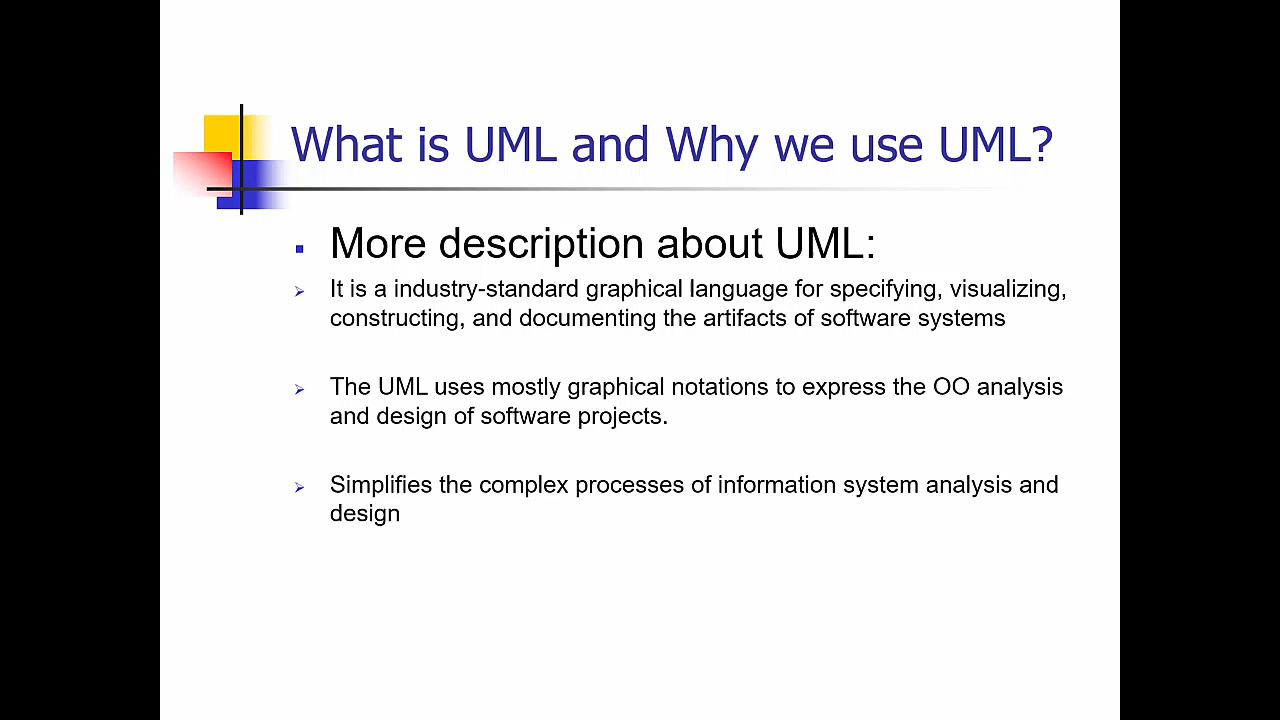 What is UML and Why we use UML?
More description about UML:
It is a industry-standard graphical language for specifying, visualizing,
constructing, and documenting the artifacts of software systems
The UML uses mostly graphical notations to express the OO analysis
and design of software projects.
Simplifies the complex processes of information system analysis and
design